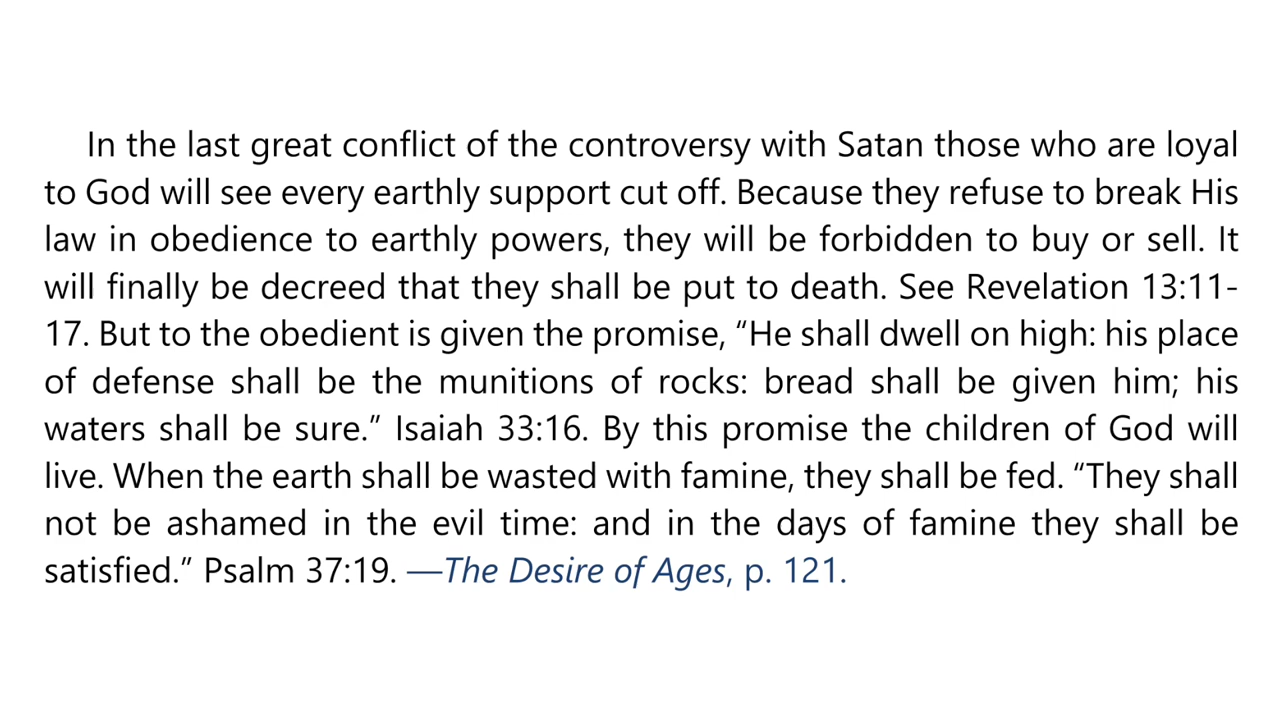 In the last great conflict of the controversy with Satan those who are loyal
to God will see every earthly support cut off. Because they refuse to break His
law in obedience to earthly powers, they will be forbidden to buy or sell. It
will finally be decreed that they shall be put to death. See Revelation 13:11-
17. But to the obedient is given the promise, “He shall dwell on high: his place
of defense shall be the munitions of rocks: bread shall be given him; his
waters shall be sure.” Isaiah 33:16. By this promise the children of God will
live. When the earth shall be wasted with famine, they shall be fed. “They shall
not be ashamed in the evil time: and in the days of famine they shall be
satisfied.” Psalm 37:19. —The Desire of Ages, p. 121.